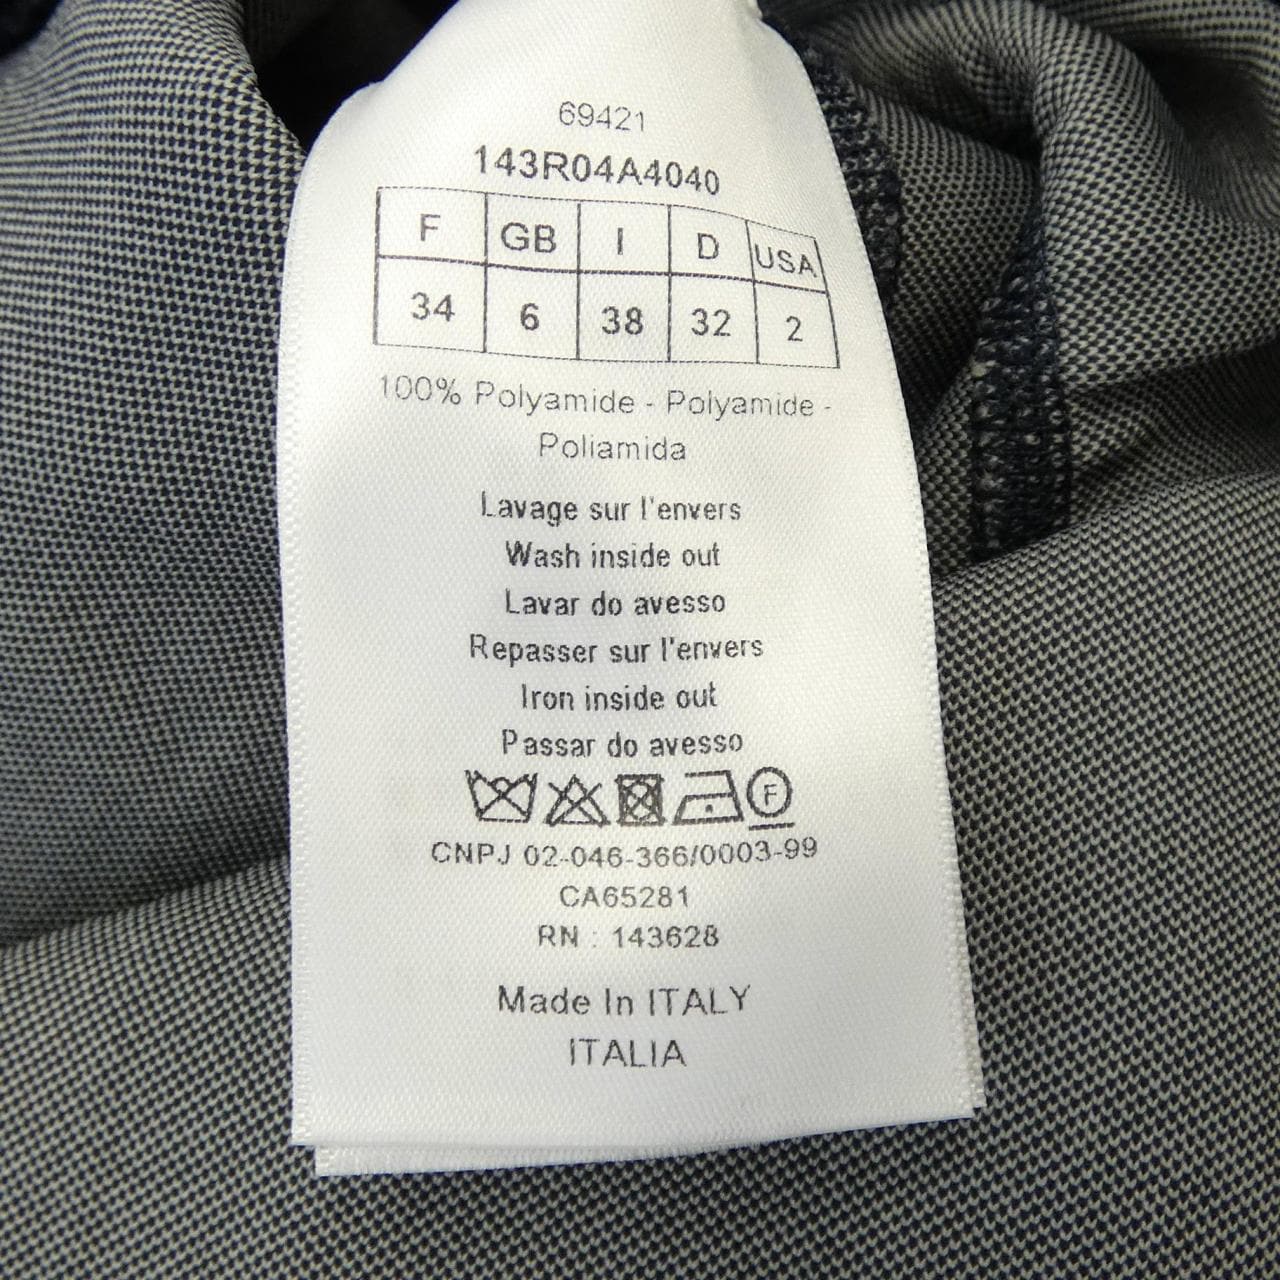 69421
143R04A4040
F GB I D USA
34 6 38 32 2
100% Polyamide - Polyamide -
Poliamida
Lavage sur l'envers
Wash inside out
Lavar do avesso
Repasser sur l'envers
Iron inside out
Passar do avesso
F
CNPJ 02-046-366/0003-99
CA65281
RN : 143628
Made In ITALY
ITALIA